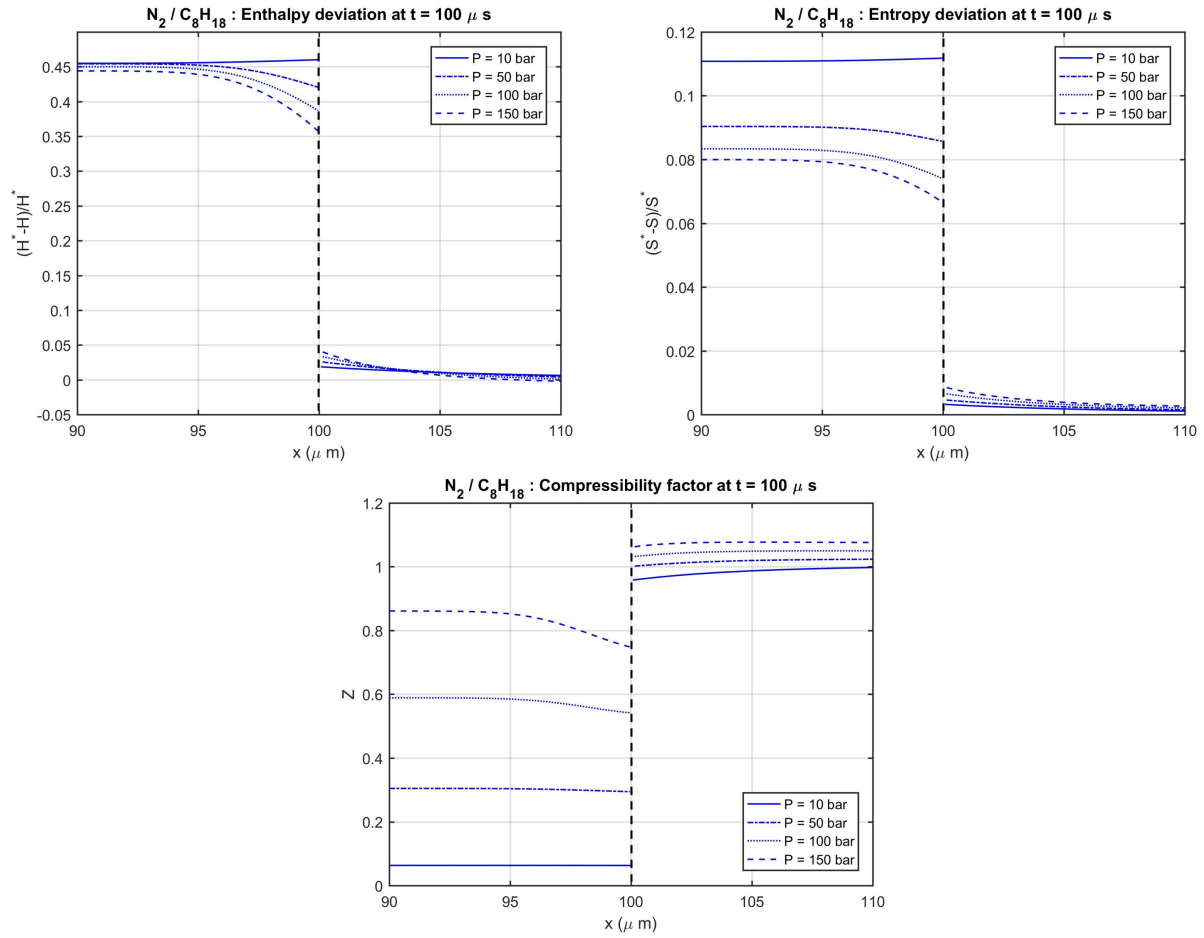 N2 / C8H18 : Enthalpy deviation at t = 100 μ s
(H*-H)/H*
0.45
0.4
0.35
0.3
0.25
0.2
0.15
0.1
0.05
0
-0.05
90
95
100
105
110
x (μ m)
P = 10 bar
P = 50 bar
P = 100 bar
P = 150 bar
N2 / C8H18 : Entropy deviation at t = 100 μ s
(S*-S)/S*
0.12
0.1
0.08
0.06
0.04
0.02
0
90
95
100
105
110
x (μ m)
P = 10 bar
P = 50 bar
P = 100 bar
P = 150 bar
N2 / C8H18 : Compressibility factor at t = 100 μ s
Z
1.2
1
0.8
0.6
0.4
0.2
0
90
95
100
105
110
x (μ m)
P = 10 bar
P = 50 bar
P = 100 bar
P = 150 bar